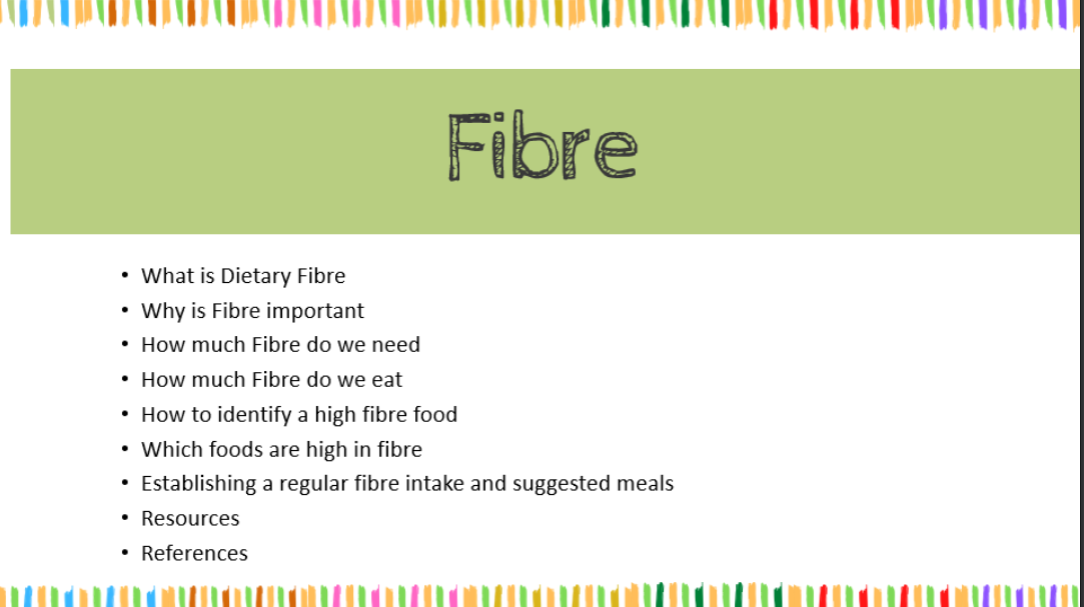 Fibre
• What is Dietary Fibre
• Why is Fibre important
• How much Fibre do we need
• How much Fibre do we eat
• How to identify a high fibre food
• Which foods are high in fibre
• Establishing a regular fibre intake and suggested meals
• Resources
• References